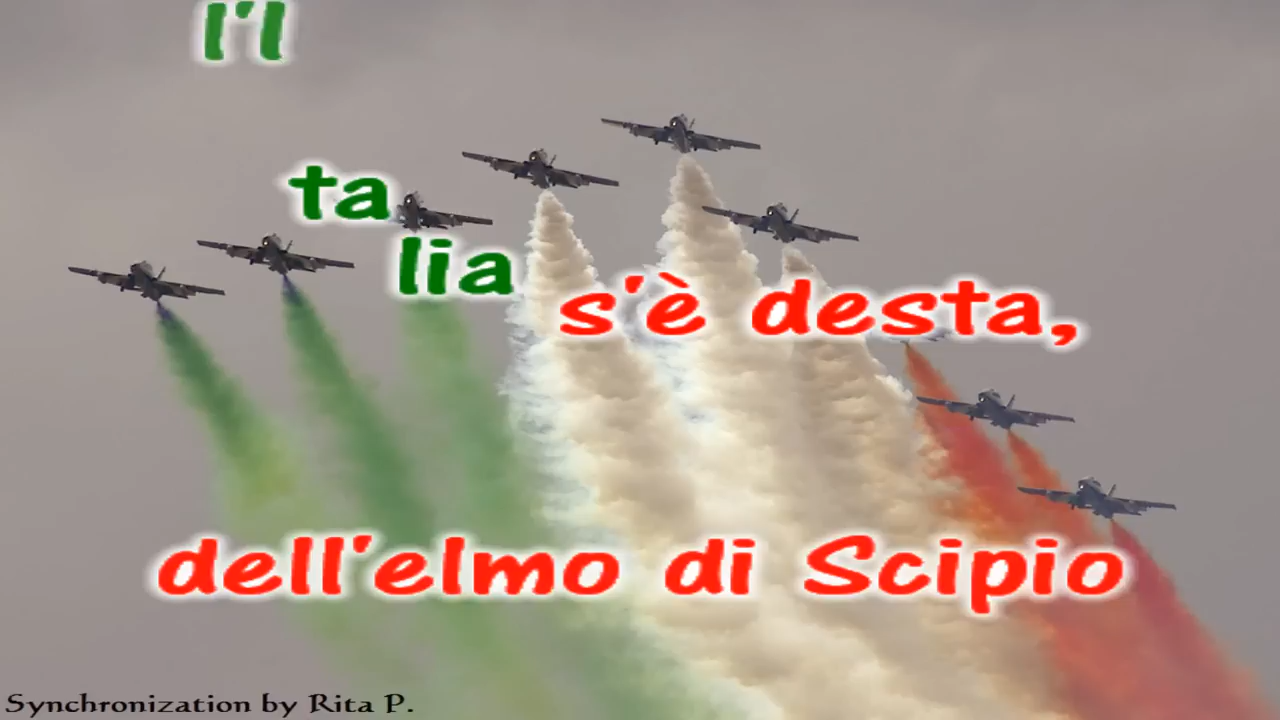 l'I
ta
lia
s'è desta,
dell'elmo di Scipio
Synchronization by Rita P.